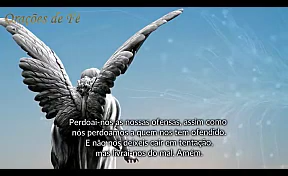 Orações de Fé
Perdoai-nos as nossas ofensas, assim como
nós perdoamos a quem nos tem ofendido.
E não nos deixeis cair em tentação,
mas livrai-nos do mal. Amém.